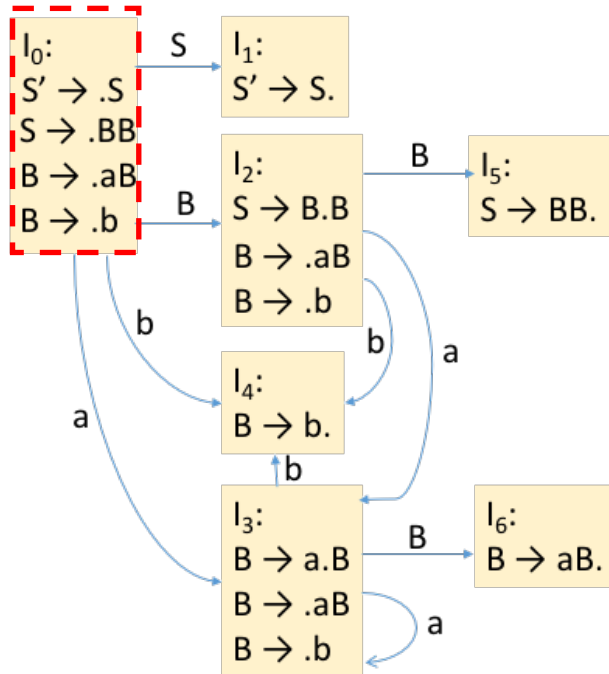 I₀:
S' → .S
S → .BB
B → .aB
B → .b
S
I₁:
S' → S.
B
I₂:
S → B.B
B → .aB
B → .b
B
I₅:
S → BB.
b
a
b
a
I₄:
B → b.
b
I₃:
B → a.B
B → .aB
B → .b
B
I₆:
B → aB.
a